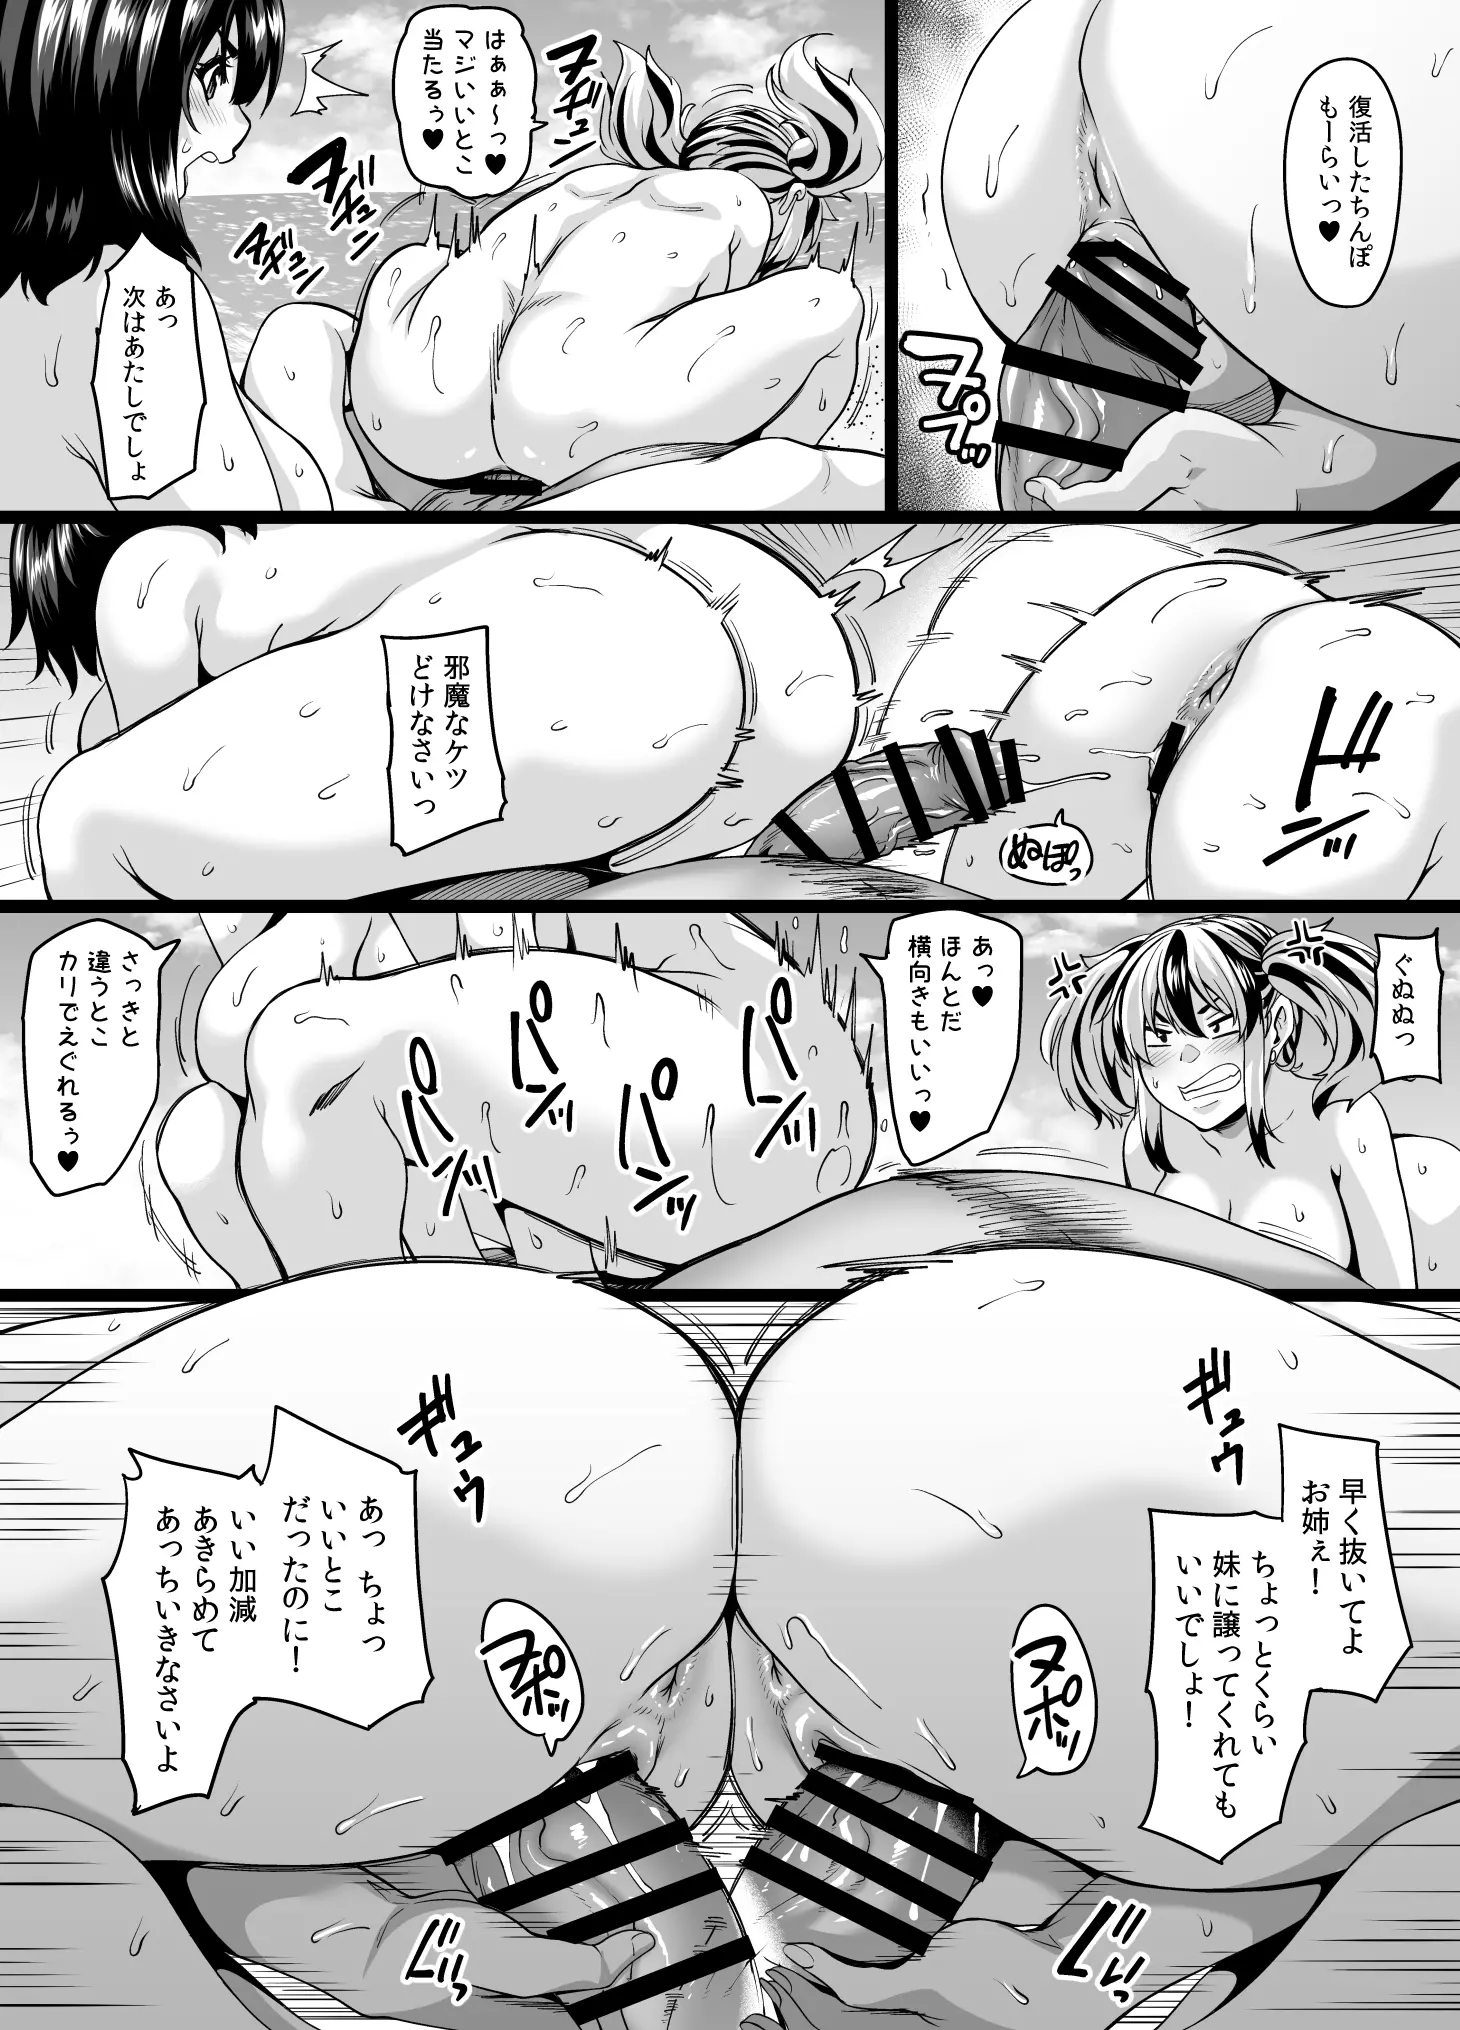 復活したちんぽ
もーらいっ♥
ヌププッ
はぁぁ～っ♥
マジいいとこ
当たるぅ♥
ヌヂュン
ヌヂュン
ヌヂュン
あっ
次はあたしでしょ
邪魔なケツ
どけなさいっ
ドンッ
ぬぽっ
ぐぬぬっ
あっ♥
ほんとだ
横向きもいいっ♥
パンッ
パンッ
パンッ
パンッ
さっきと
違うとこ
カリでえぐれるぅ♥
早く抜いてよ
お姉ぇ！
ちょっとくらい
妹に譲ってくれても
いいでしょ！
ギュウ
ギュウ
あっ ちょっ
いいとこ
だったのに！
いい加減
あきらめて
あっちいきなさいよ
ヌポッ
ヌポッ
ぐいっ
ぐいっ